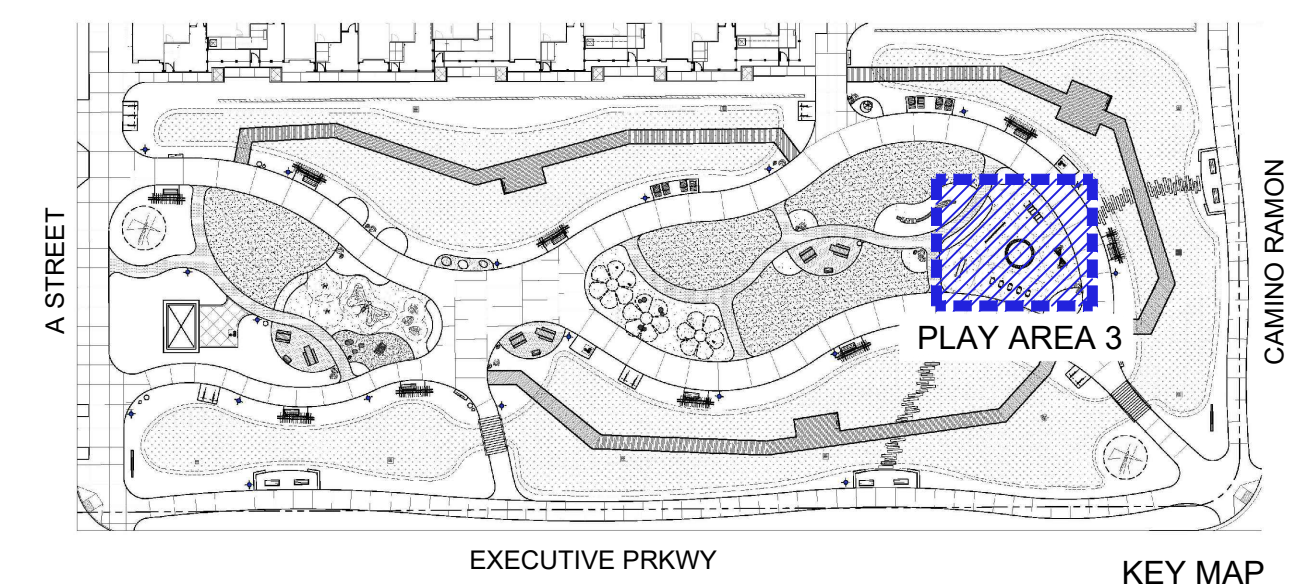 A STREET
CAMINO RAMON
PLAY AREA 3
EXECUTIVE PRKWY
KEY MAP